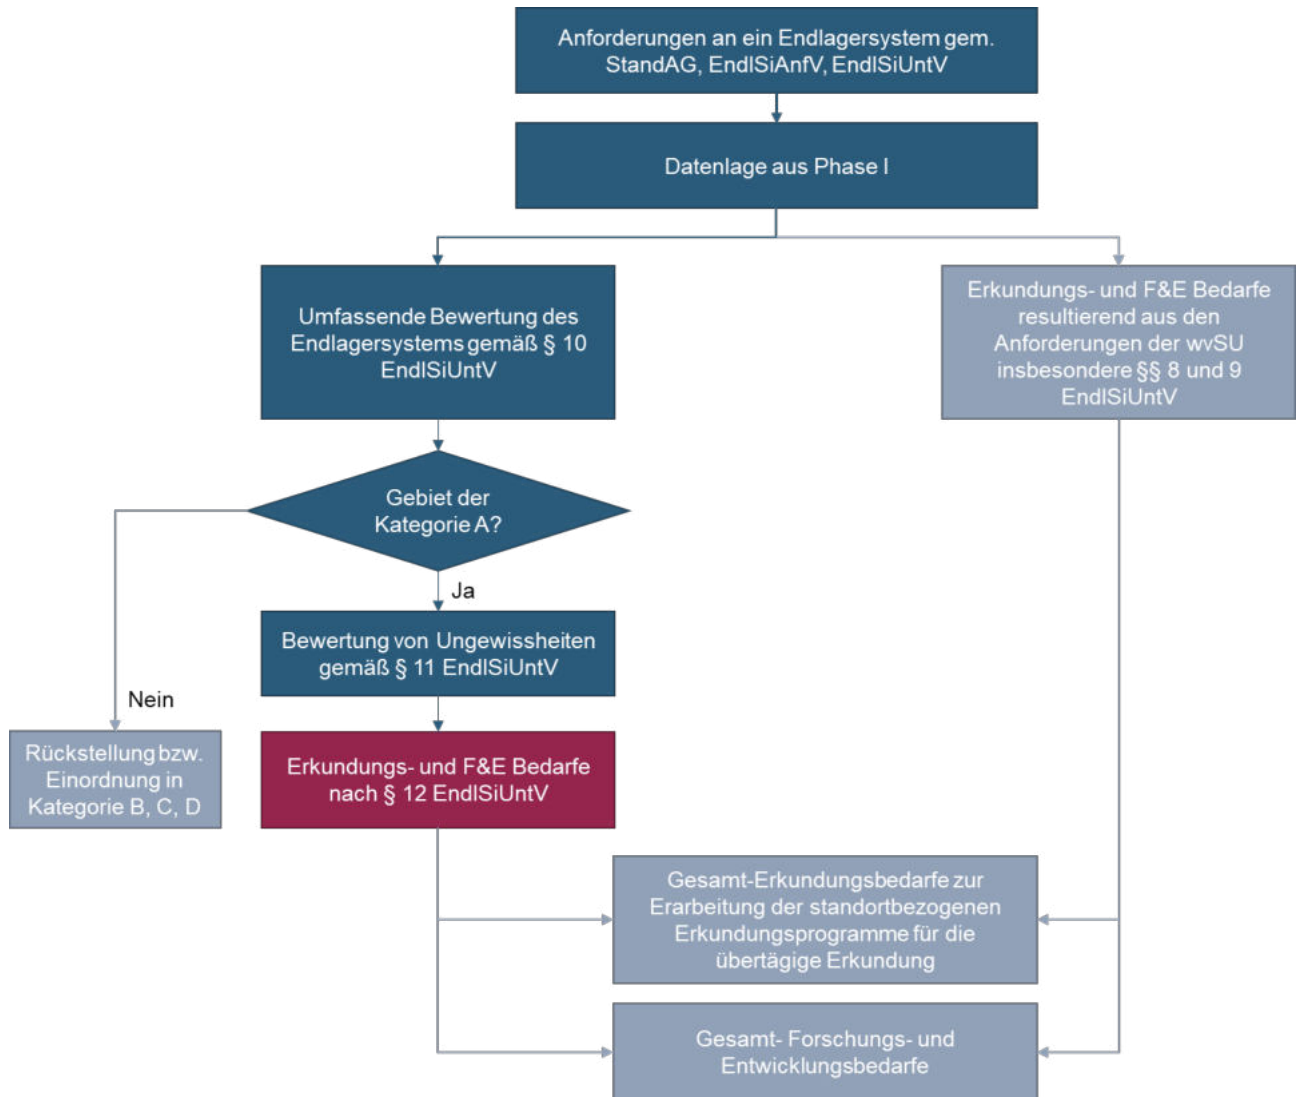 Anforderungen an ein Endlagersystem gem.
StandAG, EndlSiAnfV, EndlSiUntV
Datenlage aus Phase I
Umfassende Bewertung des
Endlagersystems gemäß § 10
EndlSiUntV
Erkundungs- und F&E Bedarfe
resultierend aus den
Anforderungen der wvSU
insbesondere §§ 8 und 9
EndlSiUntV
Gebiet der
Kategorie A?
Ja
Bewertung von Ungewissheiten
gemäß § 11 EndlSiUntV
Nein
Rückstellung bzw.
Einordnung in
Kategorie B, C, D
Erkundungs- und F&E Bedarfe
nach § 12 EndlSiUntV
Gesamt-Erkundungsbedarfe zur
Erarbeitung der standortbezogenen
Erkundungsprogramme für die
übertägige Erkundung
Gesamt- Forschungs- und
Entwicklungsbedarfe